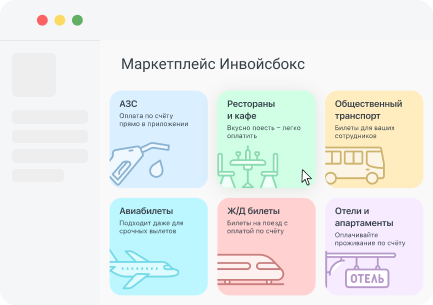 Маркетплейс Инвойсбокс
АЗС
Оплата по счёту
прямо в приложении
Рестораны
и кафе
Вкусно поесть – легко
оплатить
Общественный
транспорт
Билеты для ваших
сотрудников
Авиабилеты
Подходит даже для
срочных вылетов
Ж/Д билеты
Билеты на поезд с
оплатой по счёту
Отели и
апартаменты
Оплачивайте
проживание по счёту
ОТЕЛЬ